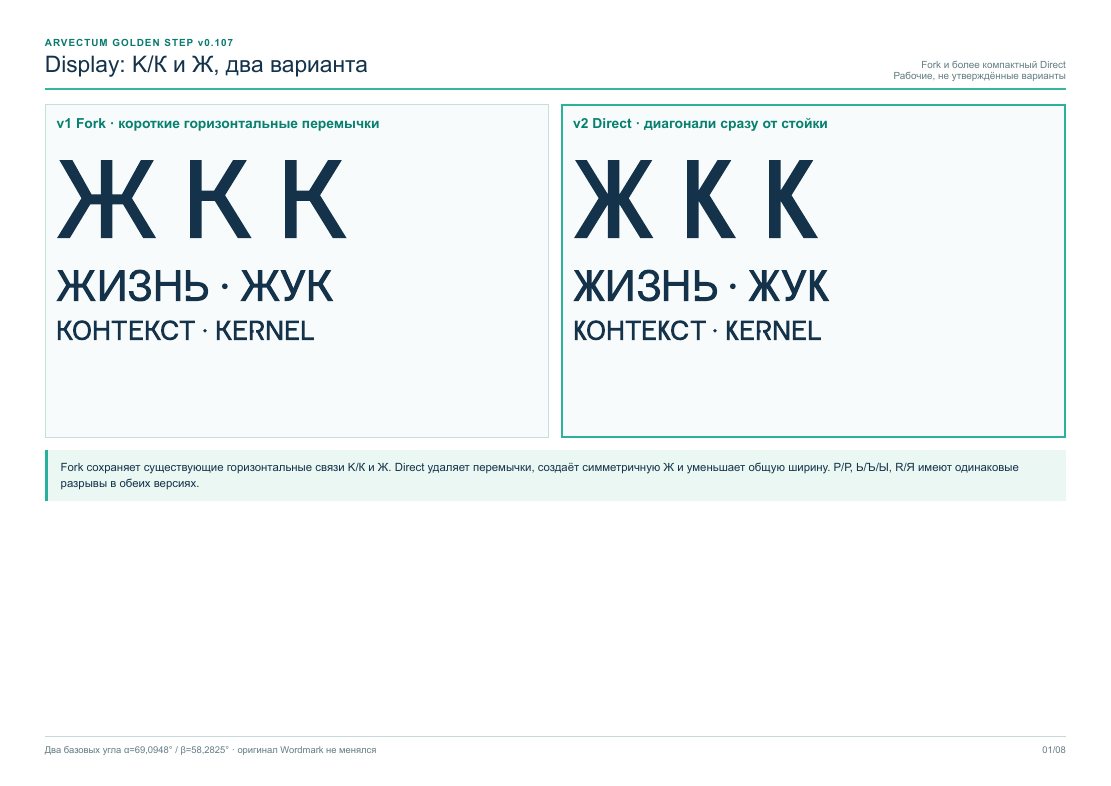 ARVECTUM GOLDEN STEP v0.107
Display: K/К и Ж, два варианта
Fork и более компактный Direct
Рабочие, не утверждённые варианты
v1 Fork · короткие горизонтальные перемычки
Ж К К
ЖИЗНЬ · ЖУК
КОНТЕКСТ · KERNEL
v2 Direct · диагонали сразу от стойки
Ж К К
ЖИЗНЬ · ЖУК
КОНТЕКСТ · KERNEL
Fork сохраняет существующие горизонтальные связи K/К и Ж. Direct удаляет перемычки, создаёт симметричную Ж и уменьшает общую ширину. P/Р, Ь/Ъ/Ы, R/Я имеют одинаковые
разрывы в обеих версиях.
Два базовых угла α=69,0948° / β=58,2825° · оригинал Wordmark не менялся
01/08